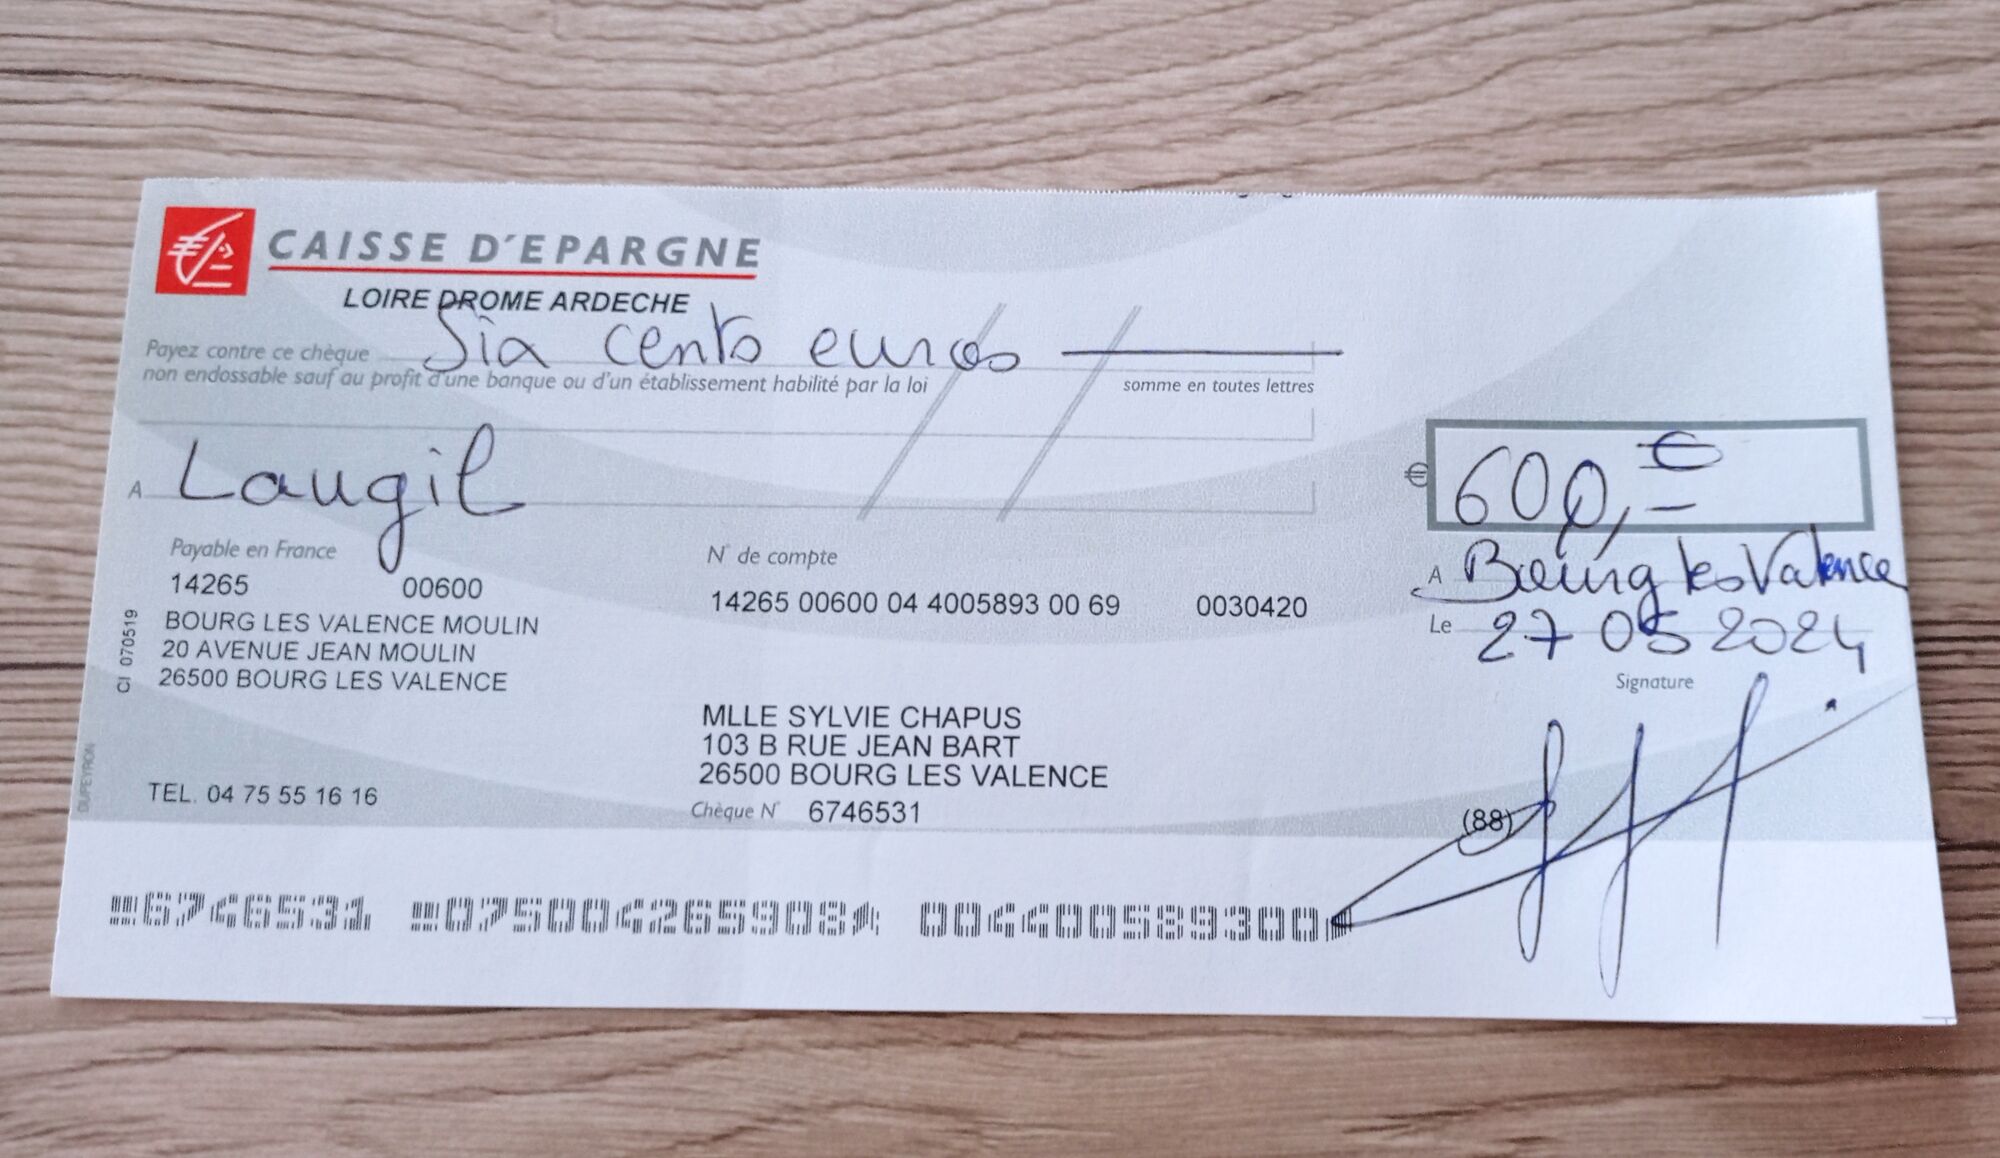 CAISSE D'EPARGNE
LOIRE DROME ARDECHE
Payez contre ce chèque Six cents euros
non endossable sauf au profit d'une banque ou d'un établissement habilité par la loi
somme en toutes lettres
A Laugil
€ 600,- €
Payable en France
14265 00600
BOURG LES VALENCE MOULIN
20 AVENUE JEAN MOULIN
26500 BOURG LES VALENCE
TEL. 04 75 55 16 16
CI 070519
DUPEYRON
N° de compte
14265 00600 04 4005893 00 69 0030420
MLLE SYLVIE CHAPUS
103 B RUE JEAN BART
26500 BOURG LES VALENCE
Chèque N° 6746531
A Bourg les Valence
Le 27 05 2024
Signature
(88)
6746531 075004265908 004400589300